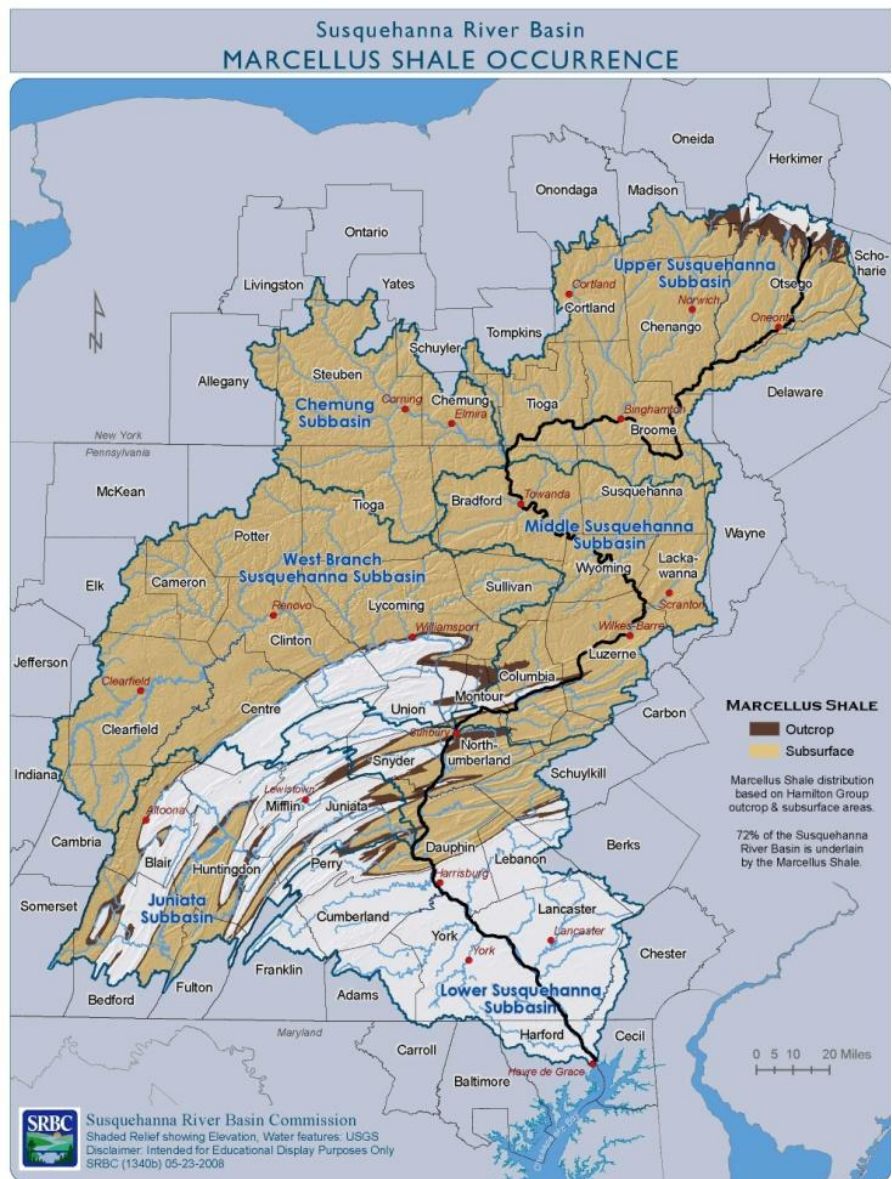 Susquehanna River Basin
MARCELLUS SHALE OCCURRENCE
Oneida
Herkimer
Onondaga
Madison
Ontario
Scho-
harie
Upper Susquehanna
Subbasin
Livingston
Yates
Cortland
Cortland
Otsego
Norwich
Chenango
Oneonta
Tompkins
Schuyler
Steuben
Allegany
Corning
Chemung
Elmira
Chemung
Subbasin
Tioga
Binghamton
Broome
Delaware
New York
Pennsylvania
McKean
Tioga
Bradford
Towanda
Susquehanna
Middle Susquehanna
Subbasin
Wayne
Potter
West Branch
Susquehanna Subbasin
Wyoming
Lacka-
wanna
Scranton
Elk
Cameron
Sullivan
Lycoming
Renovo
Clinton
Williamsport
Wilkes-Barre
Luzerne
Jefferson
Clearfield
Clearfield
Centre
Columbia
Montour
Union
Carbon
Sunbury
North-
umberland
Snyder
Indiana
Schuylkill
Lewistown
Mifflin
Juniata
Altoona
Cambria
Blair
Huntingdon
Perry
Dauphin
Lebanon
Berks
Harrisburg
Somerset
Juniata
Subbasin
Cumberland
Lancaster
Lancaster
York
York
Chester
Franklin
Adams
Fulton
Bedford
Lower Susquehanna
Subbasin
Maryland
Harford
Cecil
Carroll
Baltimore
Havre de Grace
MARCELLUS SHALE
Outcrop
Subsurface
Marcellus Shale distribution
based on Hamilton Group
outcrop & subsurface areas.
72% of the Susquehanna
River Basin is underlain
by the Marcellus Shale.
N
0 5 10 20 Miles
SRBC
Susquehanna River Basin Commission
Shaded Relief showing Elevation, Water features: USGS
Disclaimer: Intended for Educational Display Purposes Only
SRBC (1340b) 05-23-2008